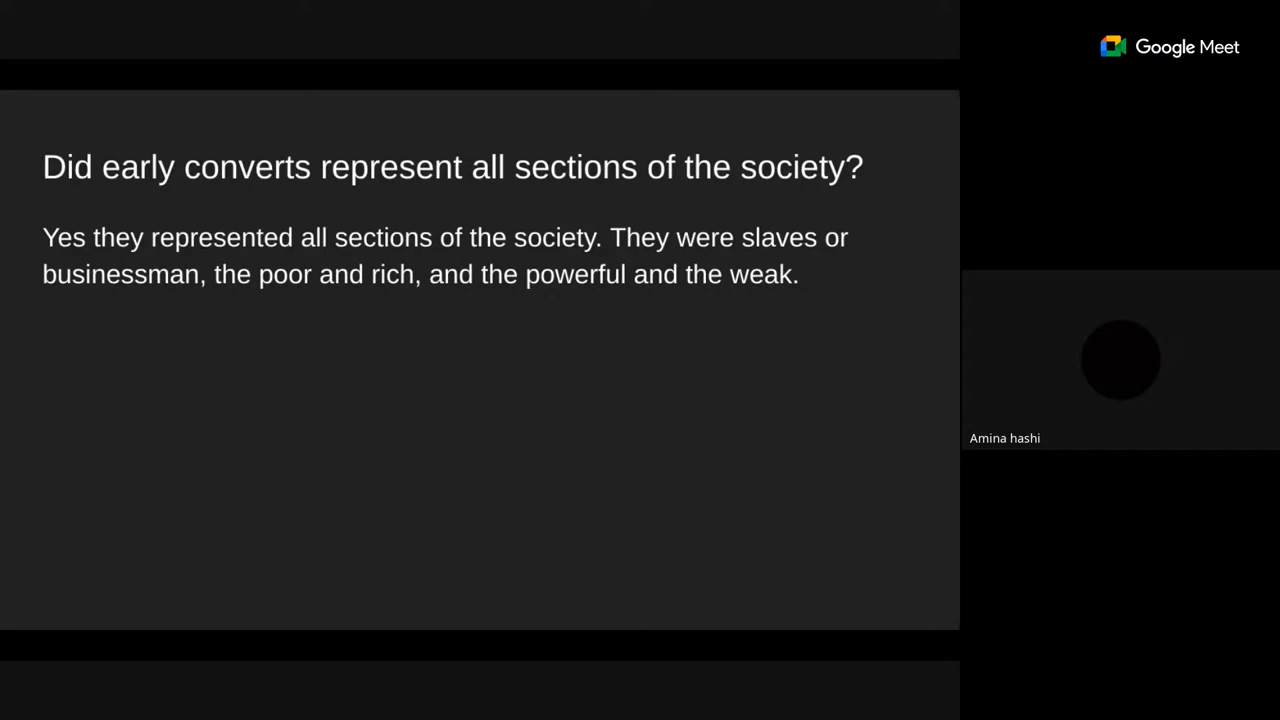 Google Meet
Did early converts represent all sections of the society?
Yes they represented all sections of the society. They were slaves or
businessman, the poor and rich, and the powerful and the weak.
Amina hashi